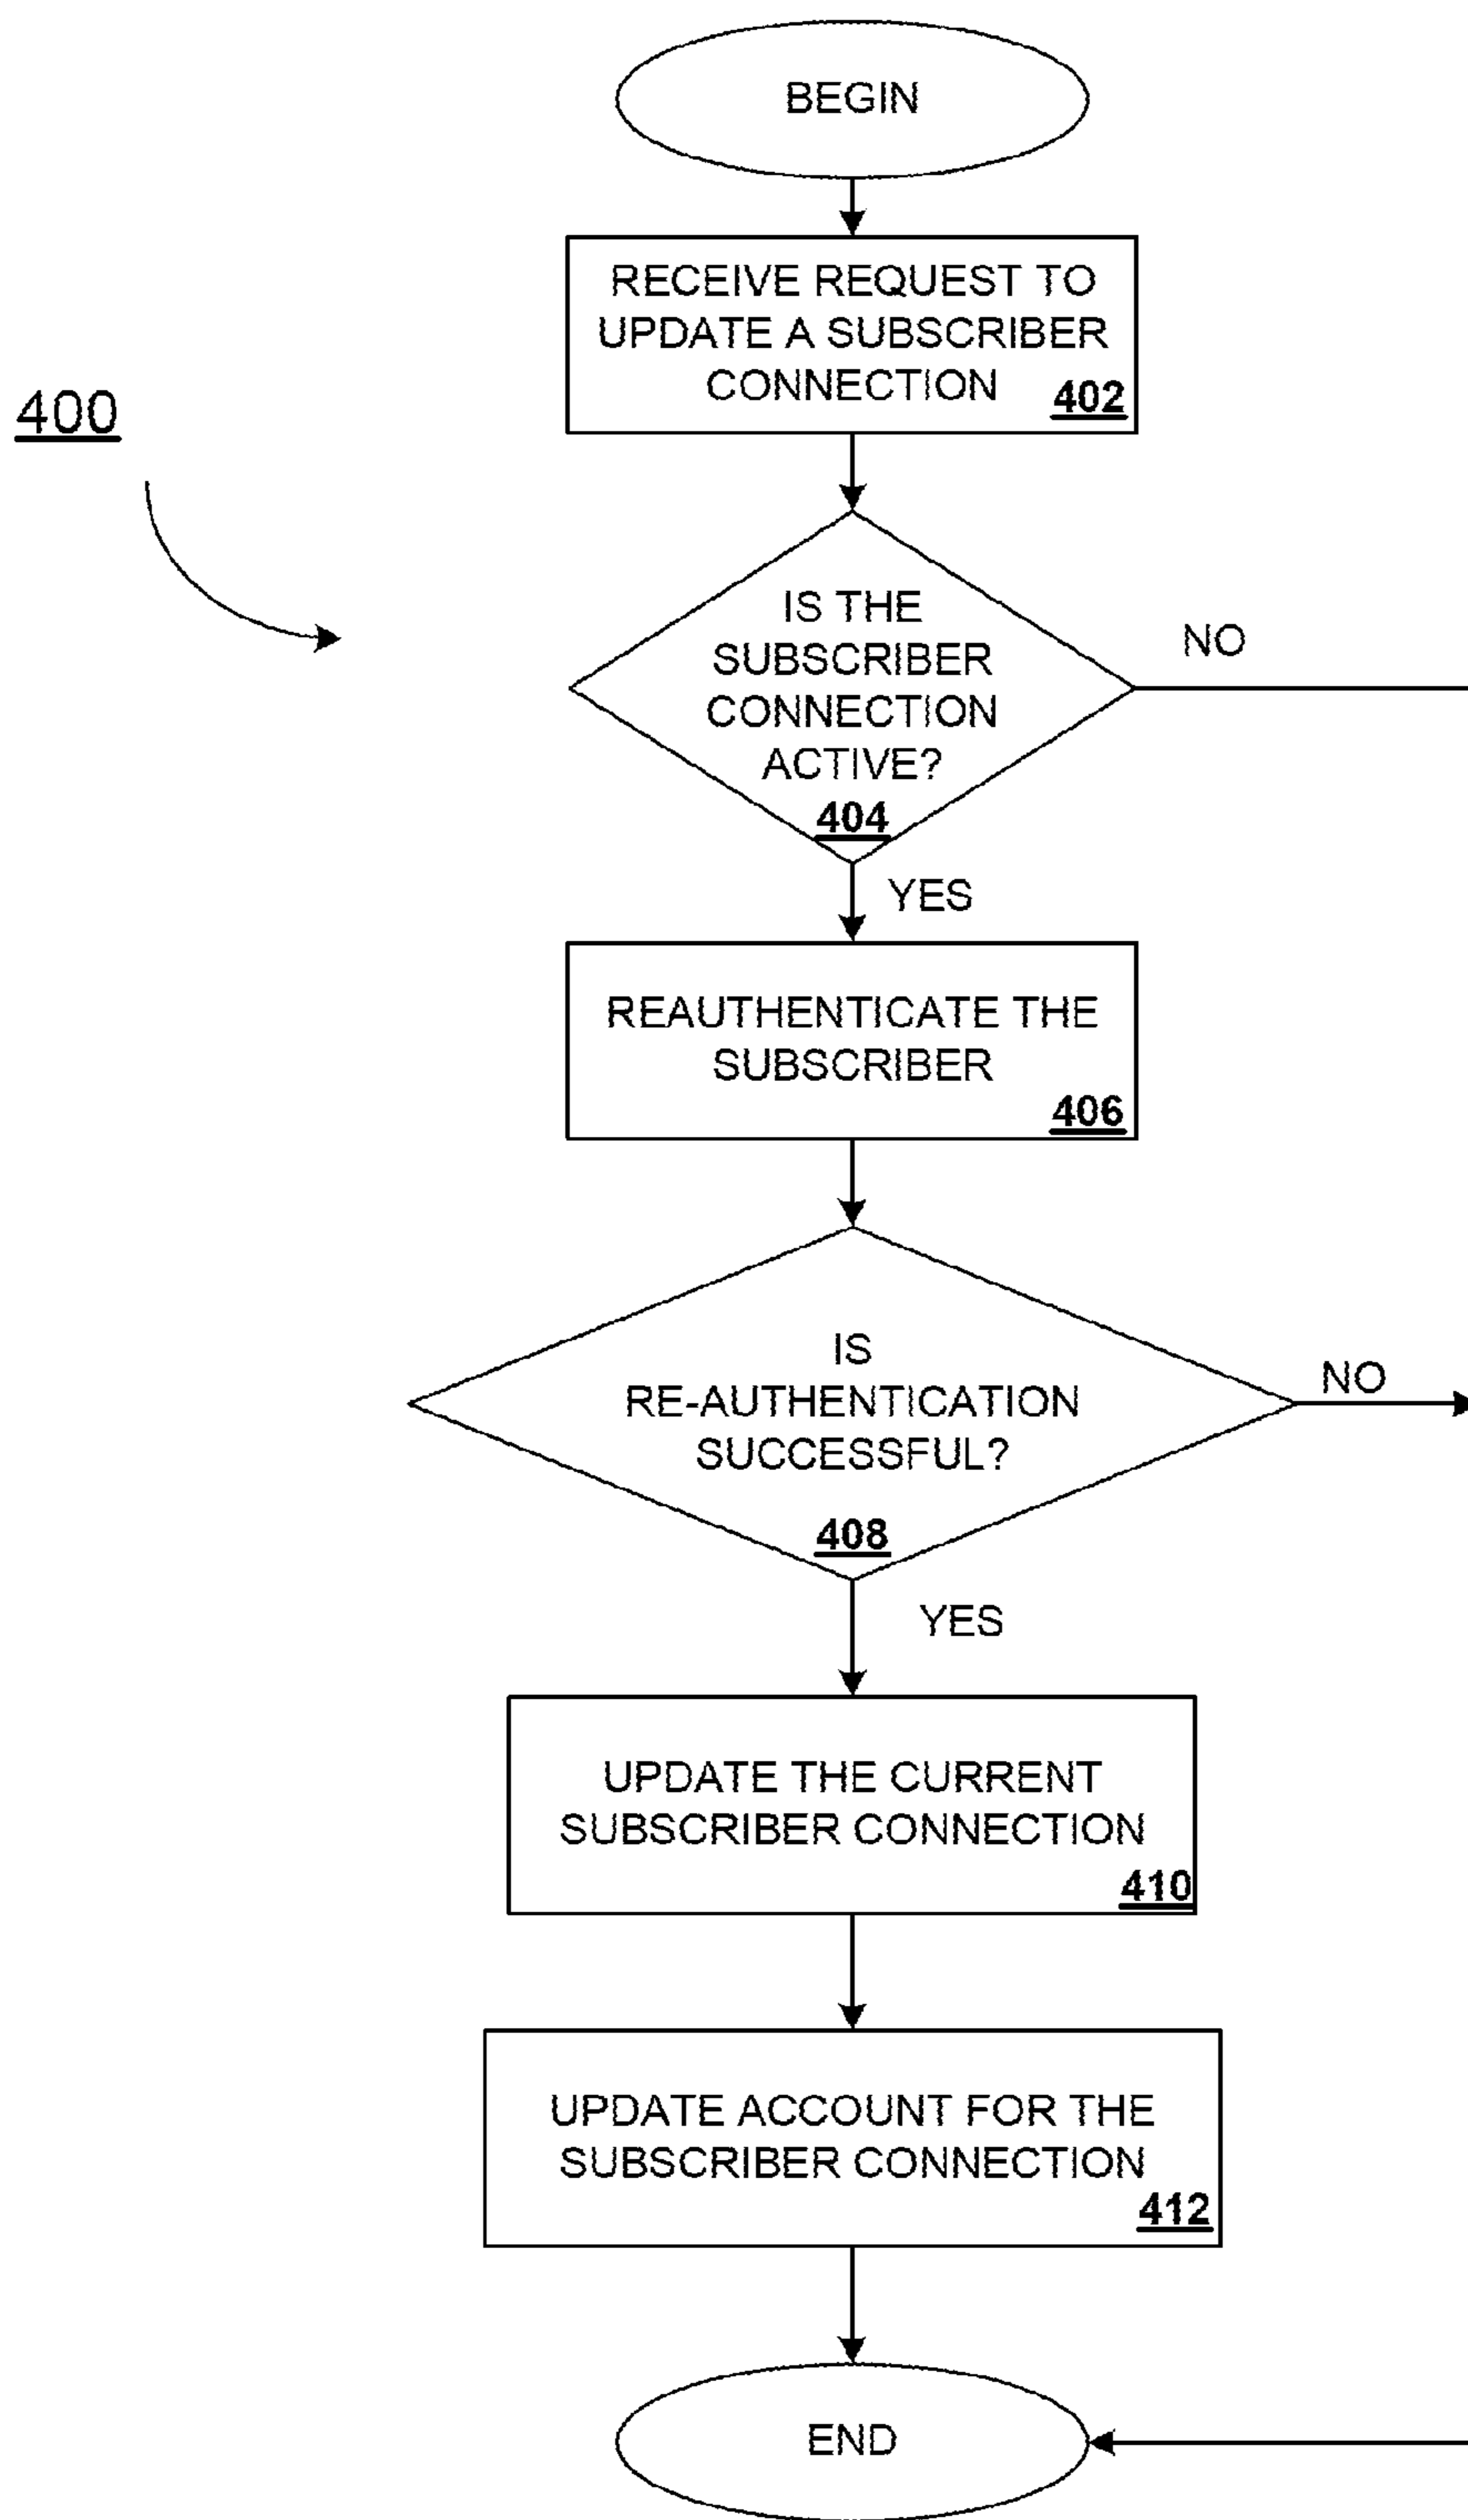 BEGIN
RECEIVE REQUEST TO
UPDATE A SUBSCRIBER
CONNECTION
402
400
IS THE
SUBSCRIBER
CONNECTION
ACTIVE?
404
NO
YES
REAUTHENTICATE THE
SUBSCRIBER
406
IS
RE-AUTHENTICATION
SUCCESSFUL?
408
NO
YES
UPDATE THE CURRENT
SUBSCRIBER CONNECTION
410
UPDATE ACCOUNT FOR THE
SUBSCRIBER CONNECTION
412
END